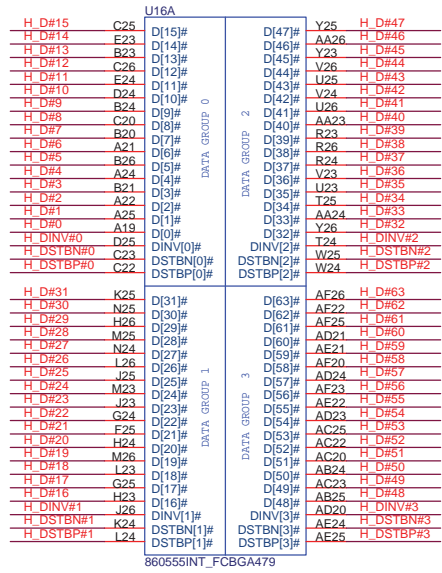 U16A
H_D#15 C25 D[15]# D[47]# Y25 H_D#47
H_D#14 E23 D[14]# D[46]# AA26 H_D#46
H_D#13 B23 D[13]# D[45]# Y23 H_D#45
H_D#12 C26 D[12]# D[44]# V26 H_D#44
H_D#11 E24 D[11]# D[43]# U25 H_D#43
H_D#10 D24 D[10]# D[42]# V24 H_D#42
H_D#9 B24 D[9]# D[41]# U26 H_D#41
H_D#8 C20 D[8]# D[40]# AA23 H_D#40
H_D#7 B20 D[7]# D[39]# R23 H_D#39
H_D#6 A21 D[6]# D[38]# R26 H_D#38
H_D#5 B26 D[5]# D[37]# R24 H_D#37
H_D#4 A24 D[4]# D[36]# V23 H_D#36
H_D#3 B21 D[3]# D[35]# U23 H_D#35
H_D#2 A22 D[2]# D[34]# T25 H_D#34
H_D#1 A25 D[1]# D[33]# AA24 H_D#33
H_D#0 A19 D[0]# D[32]# Y26 H_D#32
H_DINV#0 D25 DINV[0]# DINV[2]# T24 H_DINV#2
H_DSTBN#0 C23 DSTBN[0]# DSTBN[2]# W25 H_DSTBN#2
H_DSTBP#0 C22 DSTBP[0]# DSTBP[2]# W24 H_DSTBP#2
DATA GROUP 0
DATA GROUP 2
H_D#31 K25 D[31]# D[63]# AF26 H_D#63
H_D#30 N25 D[30]# D[62]# AF22 H_D#62
H_D#29 H26 D[29]# D[61]# AF25 H_D#61
H_D#28 M25 D[28]# D[60]# AD21 H_D#60
H_D#27 N24 D[27]# D[59]# AE21 H_D#59
H_D#26 L26 D[26]# D[58]# AF20 H_D#58
H_D#25 J25 D[25]# D[57]# AD24 H_D#57
H_D#24 M23 D[24]# D[56]# AF23 H_D#56
H_D#23 J23 D[23]# D[55]# AE22 H_D#55
H_D#22 G24 D[22]# D[54]# AD23 H_D#54
H_D#21 F25 D[21]# D[53]# AC25 H_D#53
H_D#20 H24 D[20]# D[52]# AC22 H_D#52
H_D#19 M26 D[19]# D[51]# AC20 H_D#51
H_D#18 L23 D[18]# D[50]# AB24 H_D#50
H_D#17 G25 D[17]# D[49]# AC23 H_D#49
H_D#16 H23 D[16]# D[48]# AB25 H_D#48
H_DINV#1 J26 DINV[1]# DINV[3]# AD20 H_DINV#3
H_DSTBN#1 K24 DSTBN[1]# DSTBN[3]# AE24 H_DSTBN#3
H_DSTBP#1 L24 DSTBP[1]# DSTBP[3]# AE25 H_DSTBP#3
DATA GROUP 1
DATA GROUP 3
860555INT_FCBGA479